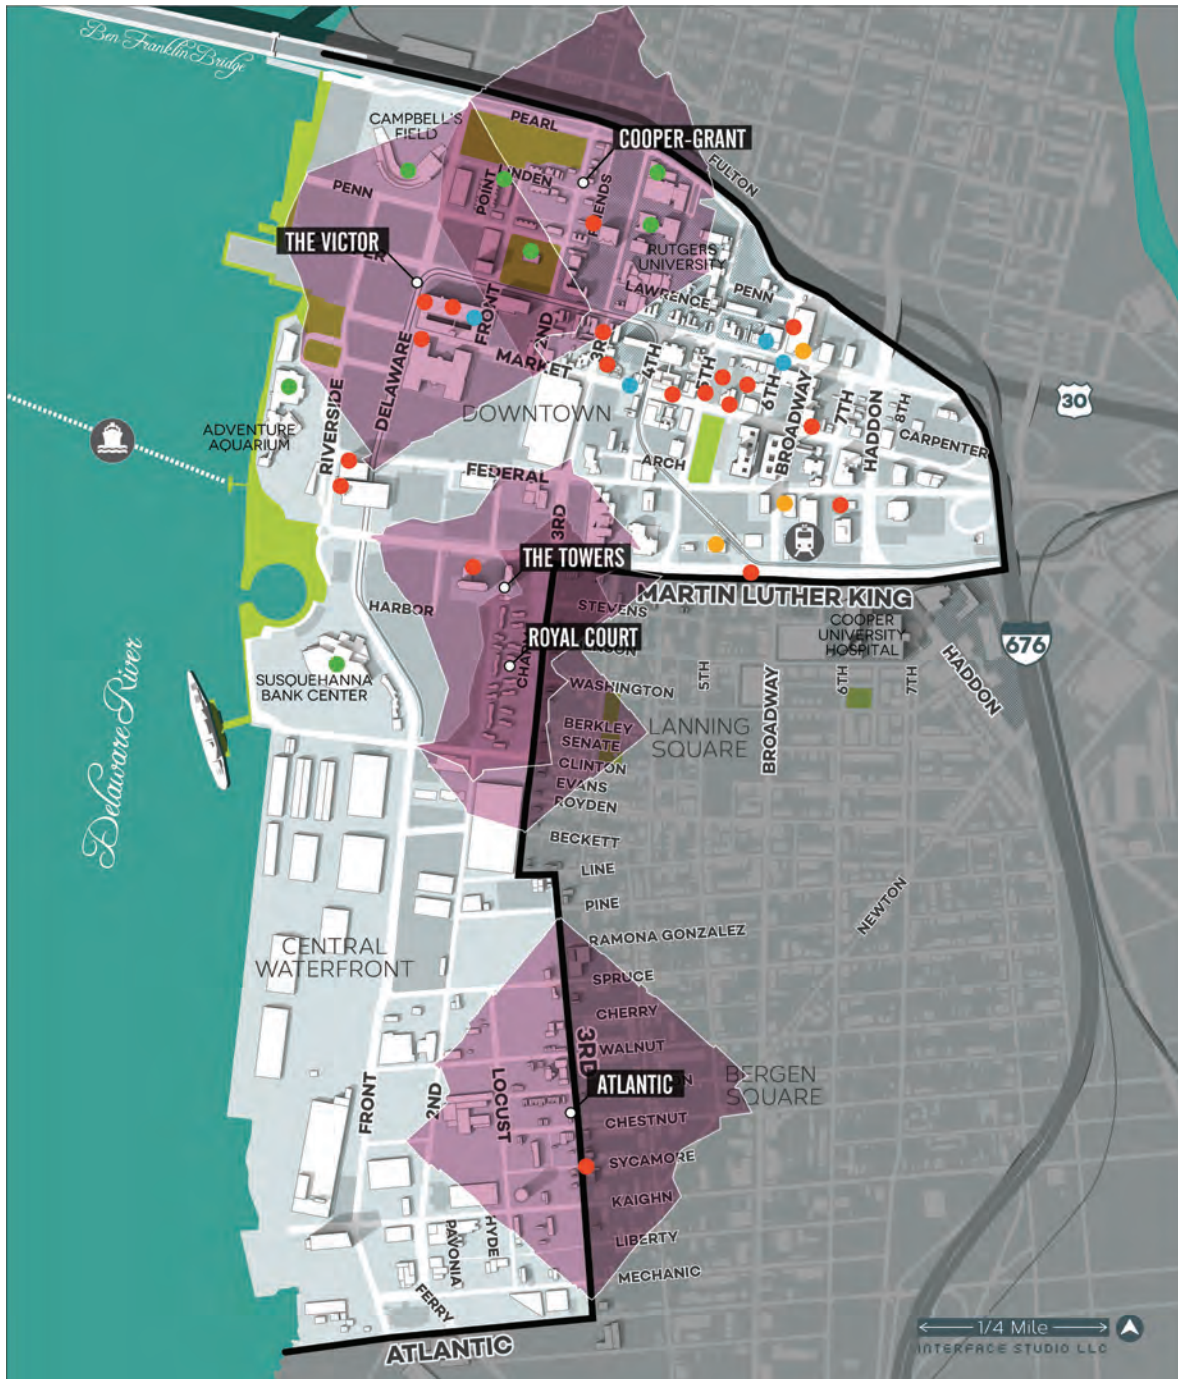 Ben Franklin Bridge
CAMPBELL'S
FIELD
PEARL
COOPER-GRANT
FULTON
PENN
POINT
THE VICTOR
RUTGERS
UNIVERSITY
LAWRENCE
PENN
FRONT
2ND
3RD
4TH
5TH
6TH
BROADWAY
7TH
HADDON
8TH
CARPENTER
30
MARKET
DELAWARE
RIVERSIDE
DOWNTOWN
ADVENTURE
AQUARIUM
FEDERAL
ARCH
3RD
THE TOWERS
MARTIN LUTHER KING
HARBOR
STEVENS
ROYAL COURT
COOPER
UNIVERSITY
HOSPITAL
676
HADDON
SUSQUEHANNA
BANK CENTER
WASHINGTON
5TH
BROADWAY
6TH
7TH
BERKLEY
SENATE
LANNING
SQUARE
CLINTON
EVANS
ROYDEN
BECKETT
LINE
PINE
NEWTON
Delaware River
RAMONA GONZALEZ
CENTRAL
WATERFRONT
SPRUCE
CHERRY
WALNUT
3RD
FRONT
2ND
LOCUST
ATLANTIC
BERGEN
SQUARE
CHESTNUT
SYCAMORE
KAIGHN
LIBERTY
MECHANIC
HYDE
PAVONIA
FERRY
ATLANTIC
1/4 Mile
INTERFACE STUDIO LLC